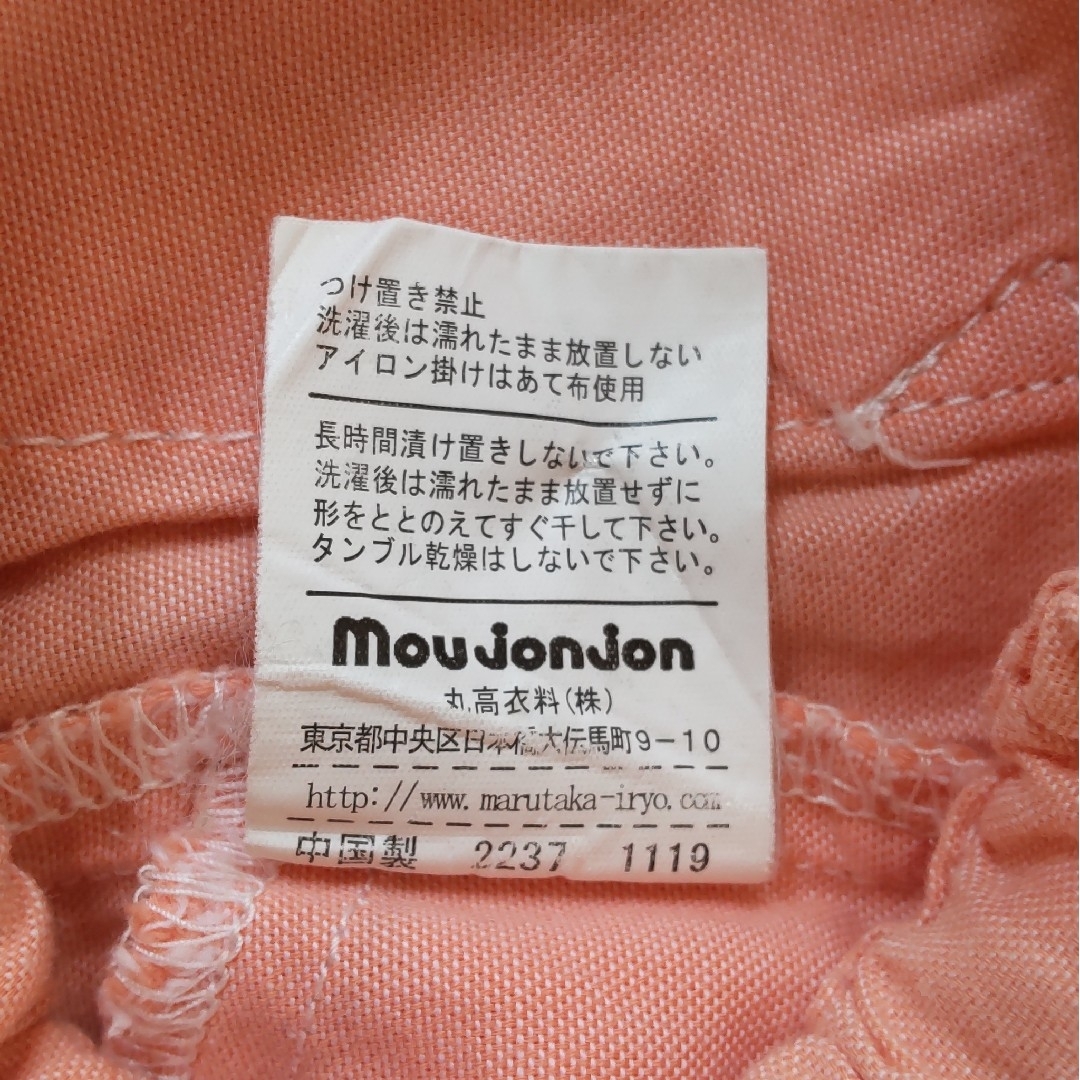 つけ置き禁止
洗濯後は濡れたまま放置しない
アイロン掛けはあて布使用
長時間漬け置きしないで下さい。
洗濯後は濡れたまま放置せずに
形をととのえてすぐ干して下さい。
タンブル乾燥はしないで下さい。
moujonjon
丸高衣料(株)
東京都中央区日本橋大伝馬町9-10
http://www.marutaka-iryo.com
中国製 2237 1119